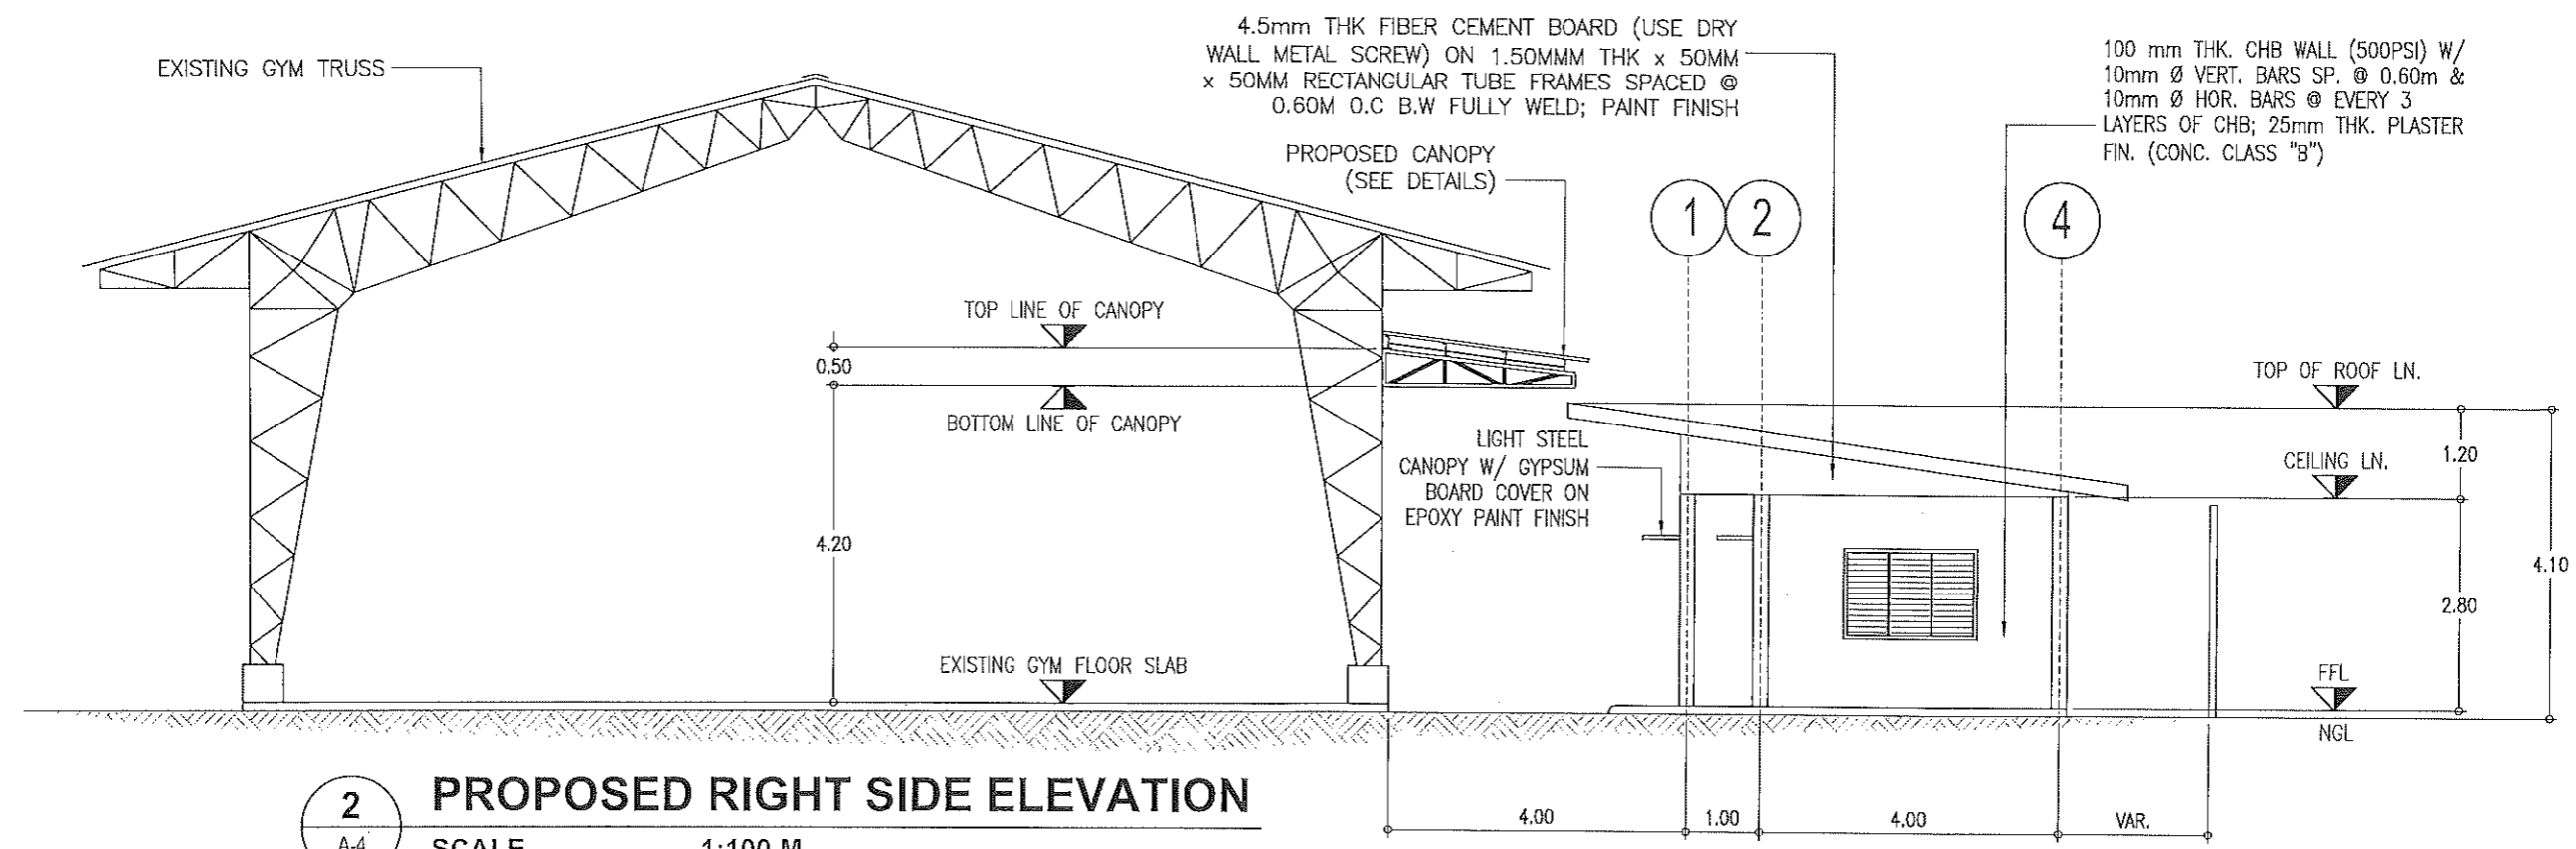 EXISTING GYM TRUSS
4.5mm THK FIBER CEMENT BOARD (USE DRY
WALL METAL SCREW) ON 1.50MMM THK x 50MM
x 50MM RECTANGULAR TUBE FRAMES SPACED @
0.60M O.C B.W FULLY WELD; PAINT FINISH
100 mm THK. CHB WALL (500PSI) W/
10mm Ø VERT. BARS SP. @ 0.60m &
10mm Ø HOR. BARS @ EVERY 3
LAYERS OF CHB; 25mm THK. PLASTER
FIN. (CONC. CLASS "B")
PROPOSED CANOPY
(SEE DETAILS)
1
2
4
TOP LINE OF CANOPY
0.50
BOTTOM LINE OF CANOPY
4.20
EXISTING GYM FLOOR SLAB
LIGHT STEEL
CANOPY W/ GYPSUM
BOARD COVER ON
EPOXY PAINT FINISH
TOP OF ROOF LN.
1.20
CEILING LN.
4.10
2.80
FFL
NGL
4.00
1.00
4.00
VAR.
2
A-4
PROPOSED RIGHT SIDE ELEVATION
SCALE 1:100 M